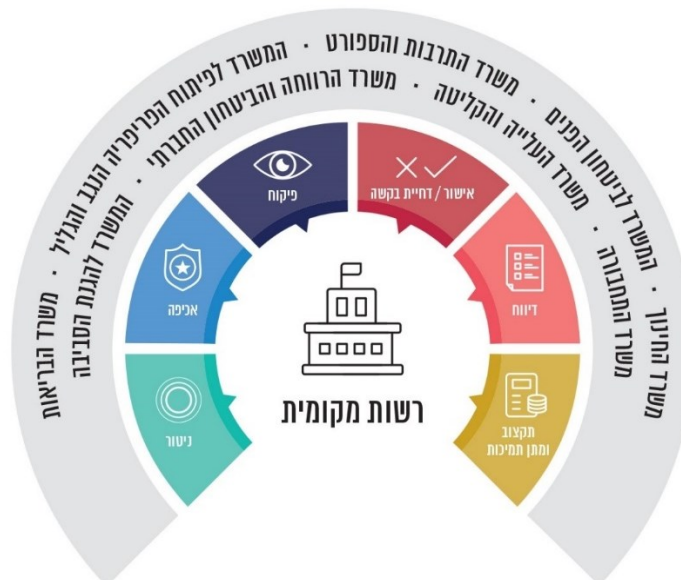 משרד החינוך · המשרד לביטחון הפנים · משרד התרבות והספורט · המשרד לפיתוח הפריפריה הנגב והגליל · משרד הבריאות
משרד התחבורה · משרד העלייה והקליטה · משרד הרווחה והביטחון החברתי · המשרד להגנת הסביבה
תקצוב
ומתן תמיכות
דיווח
אישור / דחיית בקשה
פיקוח
אכיפה
ניטור
רשות מקומית